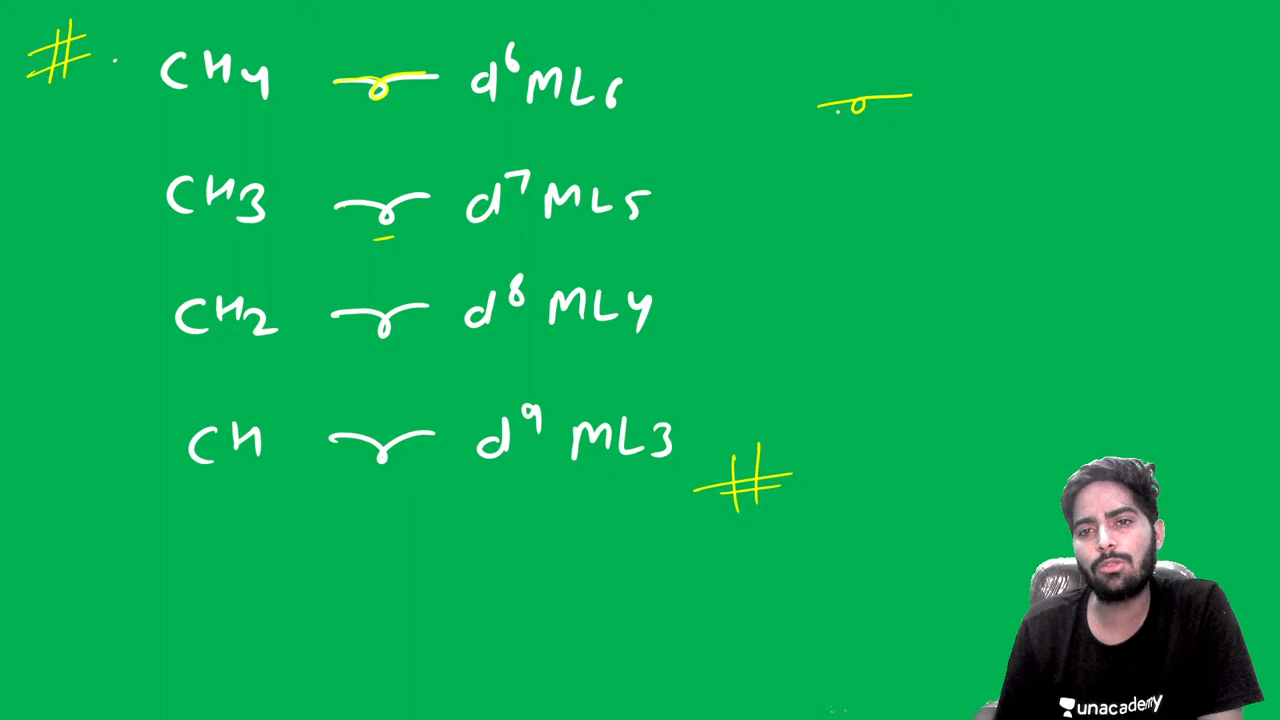 #. CH4 d⁶ML6
CH3 d⁷ML5
CH2 d⁸ML4
CH d⁹ML3 #
unacademy